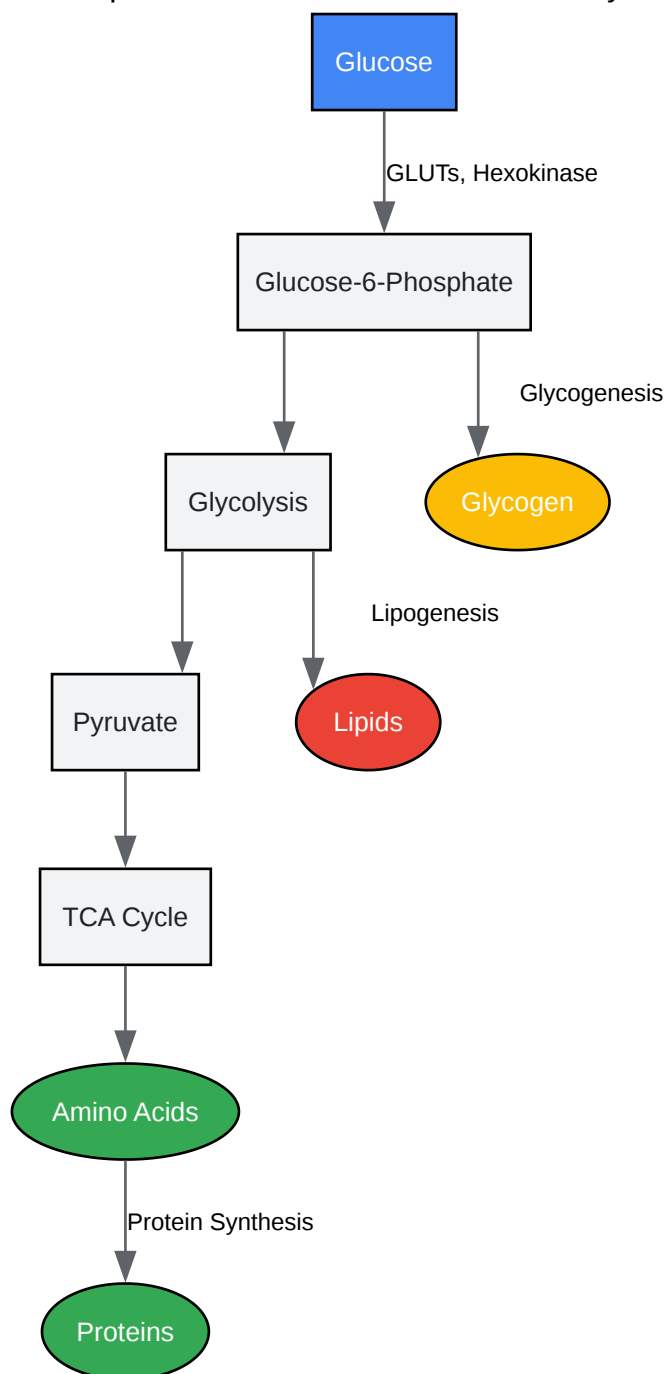 Glucose
GLUTs, Hexokinase
Glucose-6-Phosphate
Glycogenesis
Glycolysis
Glycogen
Lipogenesis
Pyruvate
Lipids
TCA Cycle
Amino Acids
Protein Synthesis
Proteins